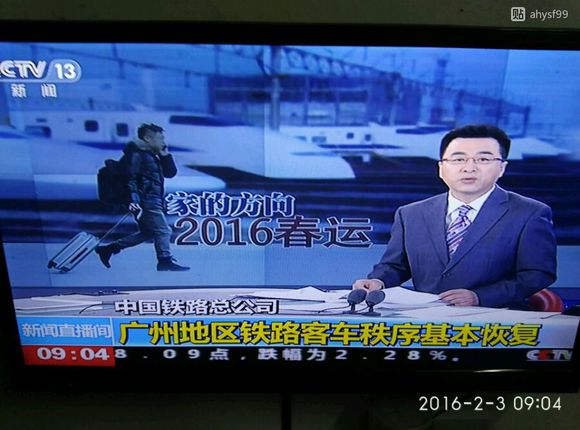 贴 ahysf99
CCTV 13
新闻
家的方向
2016春运
中国铁路总公司
新闻直播间
广州地区铁路客车秩序基本恢复
09:04
8.09点，跌幅为2.28%。
CCTV
2016-2-3 09:04